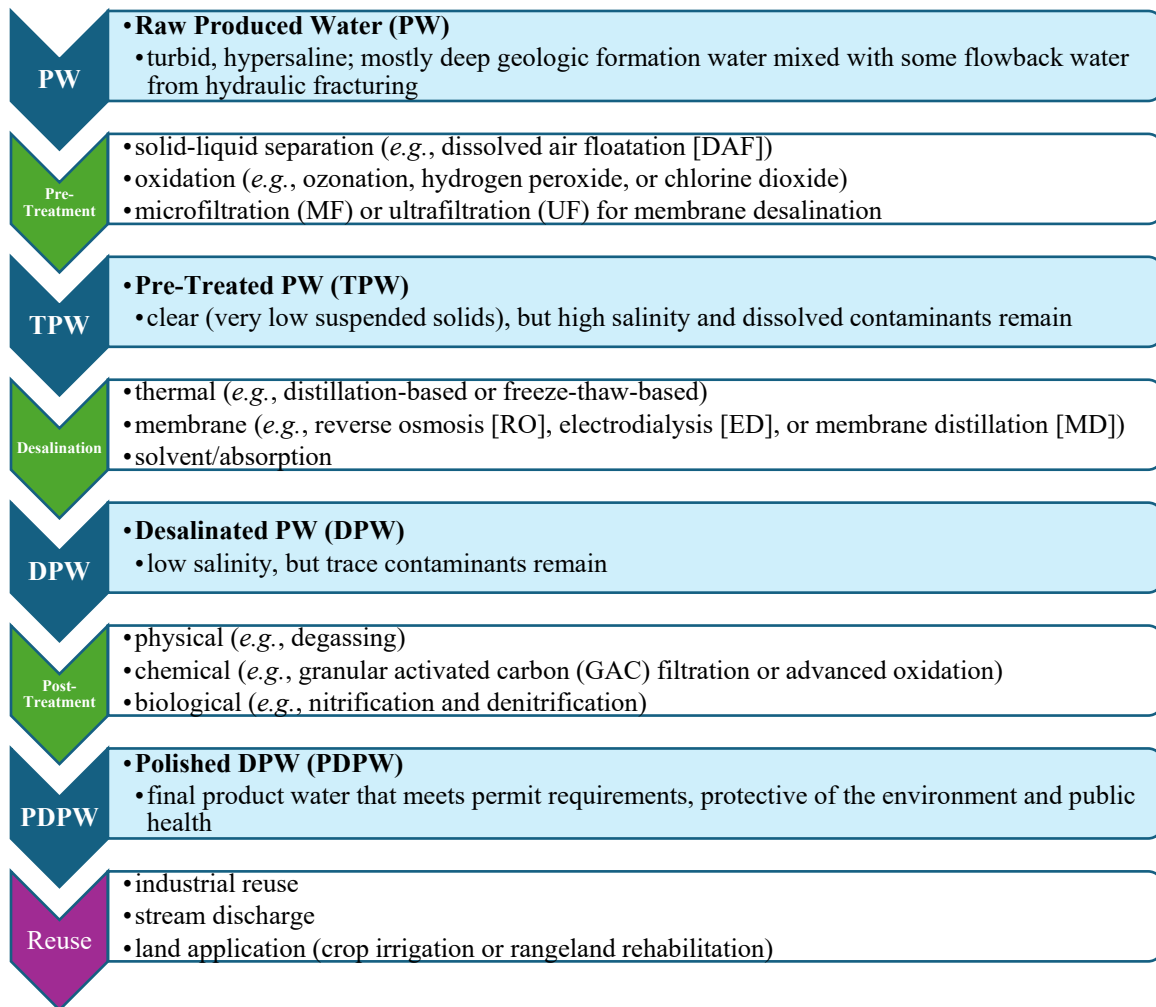 PW
•Raw Produced Water (PW)
•turbid, hypersaline; mostly deep geologic formation water mixed with some flowback water
from hydraulic fracturing
Pre-
Treatment
•solid-liquid separation (e.g., dissolved air floatation [DAF])
•oxidation (e.g., ozonation, hydrogen peroxide, or chlorine dioxide)
•microfiltration (MF) or ultrafiltration (UF) for membrane desalination
TPW
•Pre-Treated PW (TPW)
•clear (very low suspended solids), but high salinity and dissolved contaminants remain
Desalination
•thermal (e.g., distillation-based or freeze-thaw-based)
•membrane (e.g., reverse osmosis [RO], electrodialysis [ED], or membrane distillation [MD])
•solvent/absorption
DPW
•Desalinated PW (DPW)
•low salinity, but trace contaminants remain
Post-
Treatment
•physical (e.g., degassing)
•chemical (e.g., granular activated carbon (GAC) filtration or advanced oxidation)
•biological (e.g., nitrification and denitrification)
PDPW
•Polished DPW (PDPW)
•final product water that meets permit requirements, protective of the environment and public
health
Reuse
•industrial reuse
•stream discharge
•land application (crop irrigation or rangeland rehabilitation)